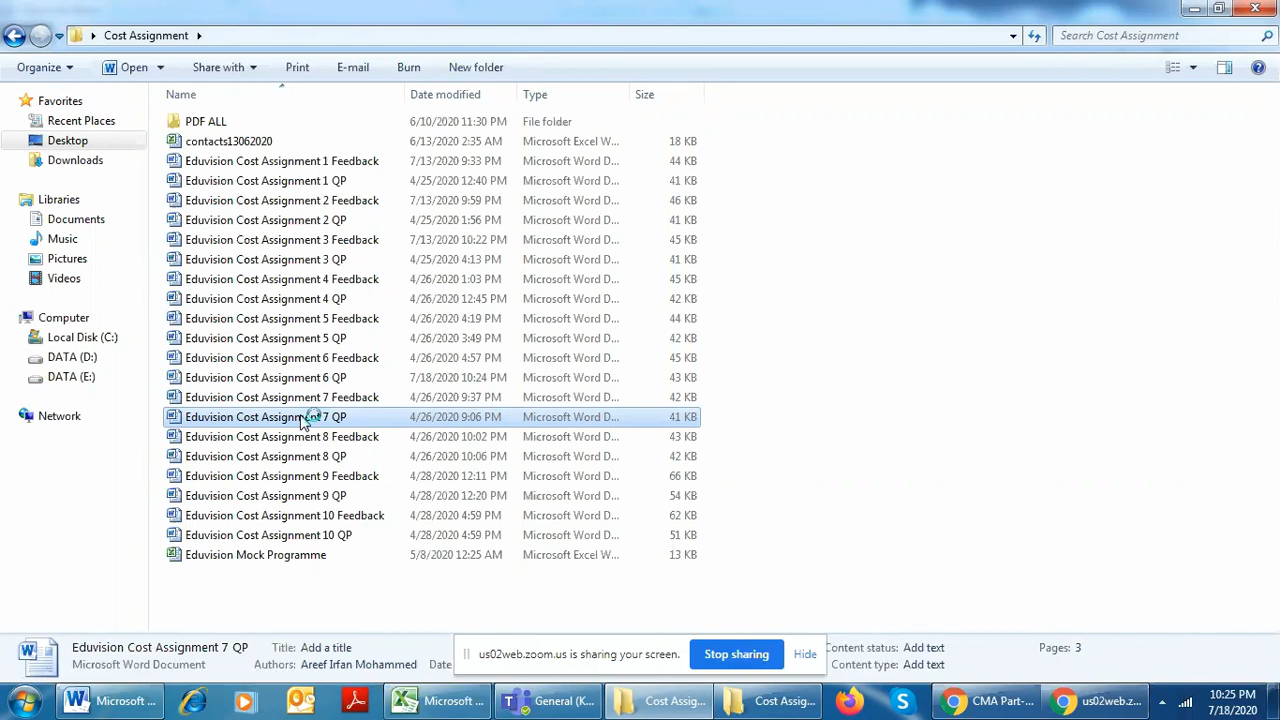 Cost Assignment
Search Cost Assignment
Organize Open Share with Print E-mail Burn New folder
Name Date modified Type Size
Favorites
Recent Places
Desktop
Downloads
Libraries
Documents
Music
Pictures
Videos
Computer
Local Disk (C:)
DATA (D:)
DATA (E:)
Network
PDF ALL 6/10/2020 11:30 PM File folder
contacts13062020 6/13/2020 2:35 AM Microsoft Excel W... 18 KB
Eduvision Cost Assignment 1 Feedback 7/13/2020 9:33 PM Microsoft Word D... 44 KB
Eduvision Cost Assignment 1 QP 4/25/2020 12:40 PM Microsoft Word D... 41 KB
Eduvision Cost Assignment 2 Feedback 7/13/2020 9:59 PM Microsoft Word D... 46 KB
Eduvision Cost Assignment 2 QP 4/25/2020 1:56 PM Microsoft Word D... 41 KB
Eduvision Cost Assignment 3 Feedback 7/13/2020 10:22 PM Microsoft Word D... 45 KB
Eduvision Cost Assignment 3 QP 4/25/2020 4:13 PM Microsoft Word D... 41 KB
Eduvision Cost Assignment 4 Feedback 4/26/2020 1:03 PM Microsoft Word D... 45 KB
Eduvision Cost Assignment 4 QP 4/26/2020 12:45 PM Microsoft Word D... 42 KB
Eduvision Cost Assignment 5 Feedback 4/26/2020 4:19 PM Microsoft Word D... 44 KB
Eduvision Cost Assignment 5 QP 4/26/2020 3:49 PM Microsoft Word D... 42 KB
Eduvision Cost Assignment 6 Feedback 4/26/2020 4:57 PM Microsoft Word D... 45 KB
Eduvision Cost Assignment 6 QP 7/18/2020 10:24 PM Microsoft Word D... 43 KB
Eduvision Cost Assignment 7 Feedback 4/26/2020 9:37 PM Microsoft Word D... 42 KB
Eduvision Cost Assignment 7 QP 4/26/2020 9:06 PM Microsoft Word D... 41 KB
Eduvision Cost Assignment 8 Feedback 4/26/2020 10:02 PM Microsoft Word D... 43 KB
Eduvision Cost Assignment 8 QP 4/26/2020 10:06 PM Microsoft Word D... 42 KB
Eduvision Cost Assignment 9 Feedback 4/28/2020 12:11 PM Microsoft Word D... 66 KB
Eduvision Cost Assignment 9 QP 4/28/2020 12:20 PM Microsoft Word D... 54 KB
Eduvision Cost Assignment 10 Feedback 4/28/2020 4:59 PM Microsoft Word D... 62 KB
Eduvision Cost Assignment 10 QP 4/28/2020 4:59 PM Microsoft Word D... 51 KB
Eduvision Mock Programme 5/8/2020 12:25 AM Microsoft Excel W... 13 KB
Eduvision Cost Assignment 7 QP Title: Add a title
Microsoft Word Document Authors: Areef Irfan Mohammed Date
us02web.zoom.us is sharing your screen. Stop sharing Hide
Content status: Add text Pages: 3
Content type: Add text
Microsoft ... Microsoft ... General (K... Cost Assig... Cost Assig... CMA Part-... us02web.z...
10:25 PM
7/18/2020